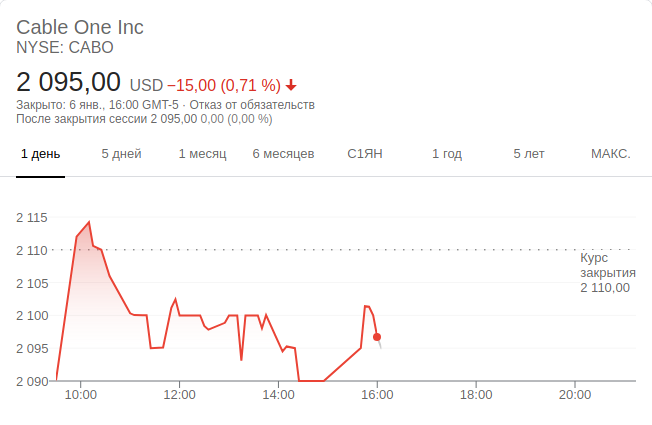 Cable One Inc
NYSE: CABO
2 095,00 USD −15,00 (0,71 %)
Закрыто: 6 янв., 16:00 GMT-5 · Отказ от обязательств
После закрытия сессии 2 095,00 0,00 (0,00 %)
1 день 5 дней 1 месяц 6 месяцев С1ЯН 1 год 5 лет МАКС.
2 115
2 110
Курс
закрытия
2 110,00
2 105
2 100
2 095
2 090
10:00 12:00 14:00 16:00 18:00 20:00